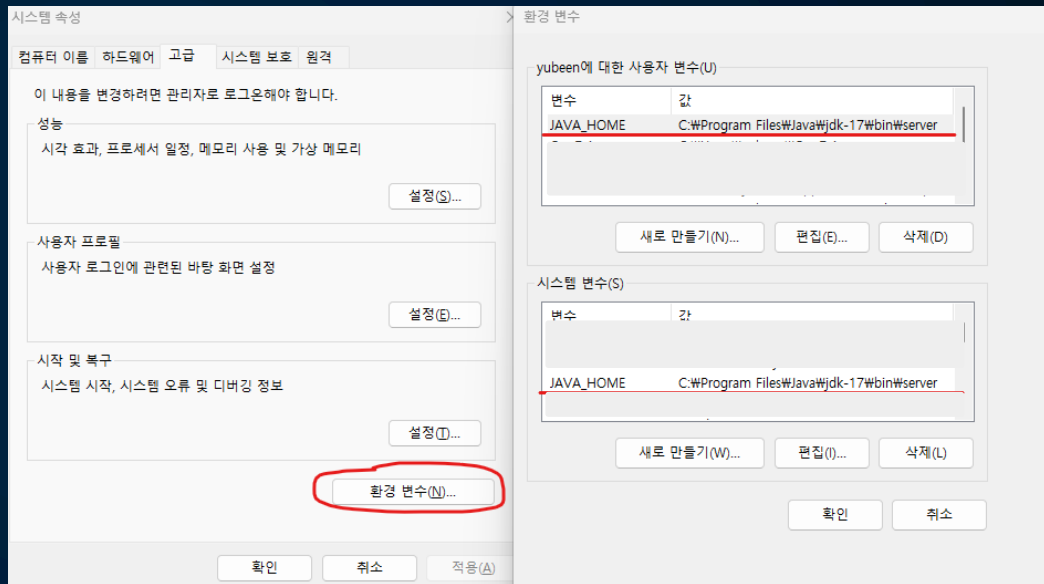 시스템 속성
컴퓨터 이름 하드웨어 고급 시스템 보호 원격
이 내용을 변경하려면 관리자로 로그온해야 합니다.
성능
시각 효과, 프로세서 일정, 메모리 사용 및 가상 메모리
설정(S)...
사용자 프로필
사용자 로그인에 관련된 바탕 화면 설정
설정(E)...
시작 및 복구
시스템 시작, 시스템 오류 및 디버깅 정보
설정(T)...
환경 변수(N)...
확인 취소 적용(A)
환경 변수
yubeen에 대한 사용자 변수(U)
변수 값
JAVA_HOME C:₩Program Files₩Java₩jdk-17₩bin₩server
새로 만들기(N)... 편집(E)... 삭제(D)
시스템 변수(S)
변수 값
JAVA_HOME C:₩Program Files₩Java₩jdk-17₩bin₩server
새로 만들기(W)... 편집(I)... 삭제(L)
확인 취소